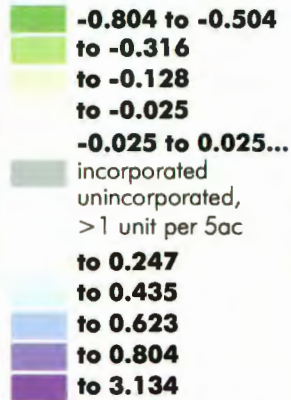 -0.804 to -0.504
to -0.316
to -0.128
to -0.025
-0.025 to 0.025...
incorporated
unincorporated,
>1 unit per 5ac
to 0.247
to 0.435
to 0.623
to 0.804
to 3.134